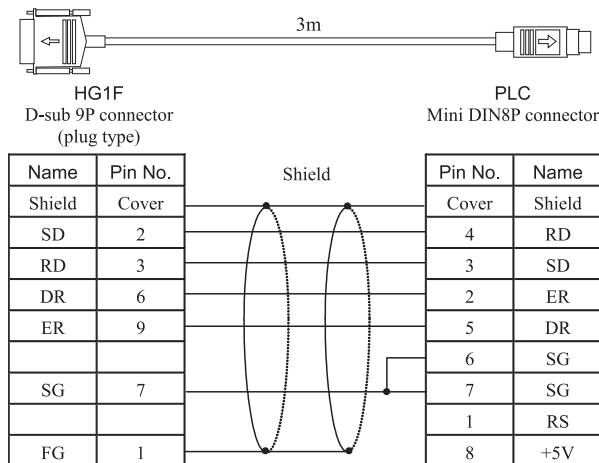 3m
HG1F
D-sub 9P connector
(plug type)
PLC
Mini DIN8P connector
Name Pin No. Shield Pin No. Name
Shield Cover Cover Shield
SD 2 4 RD
RD 3 3 SD
DR 6 2 ER
ER 9 5 DR
6 SG
SG 7 7 SG
1 RS
FG 1 8 +5V